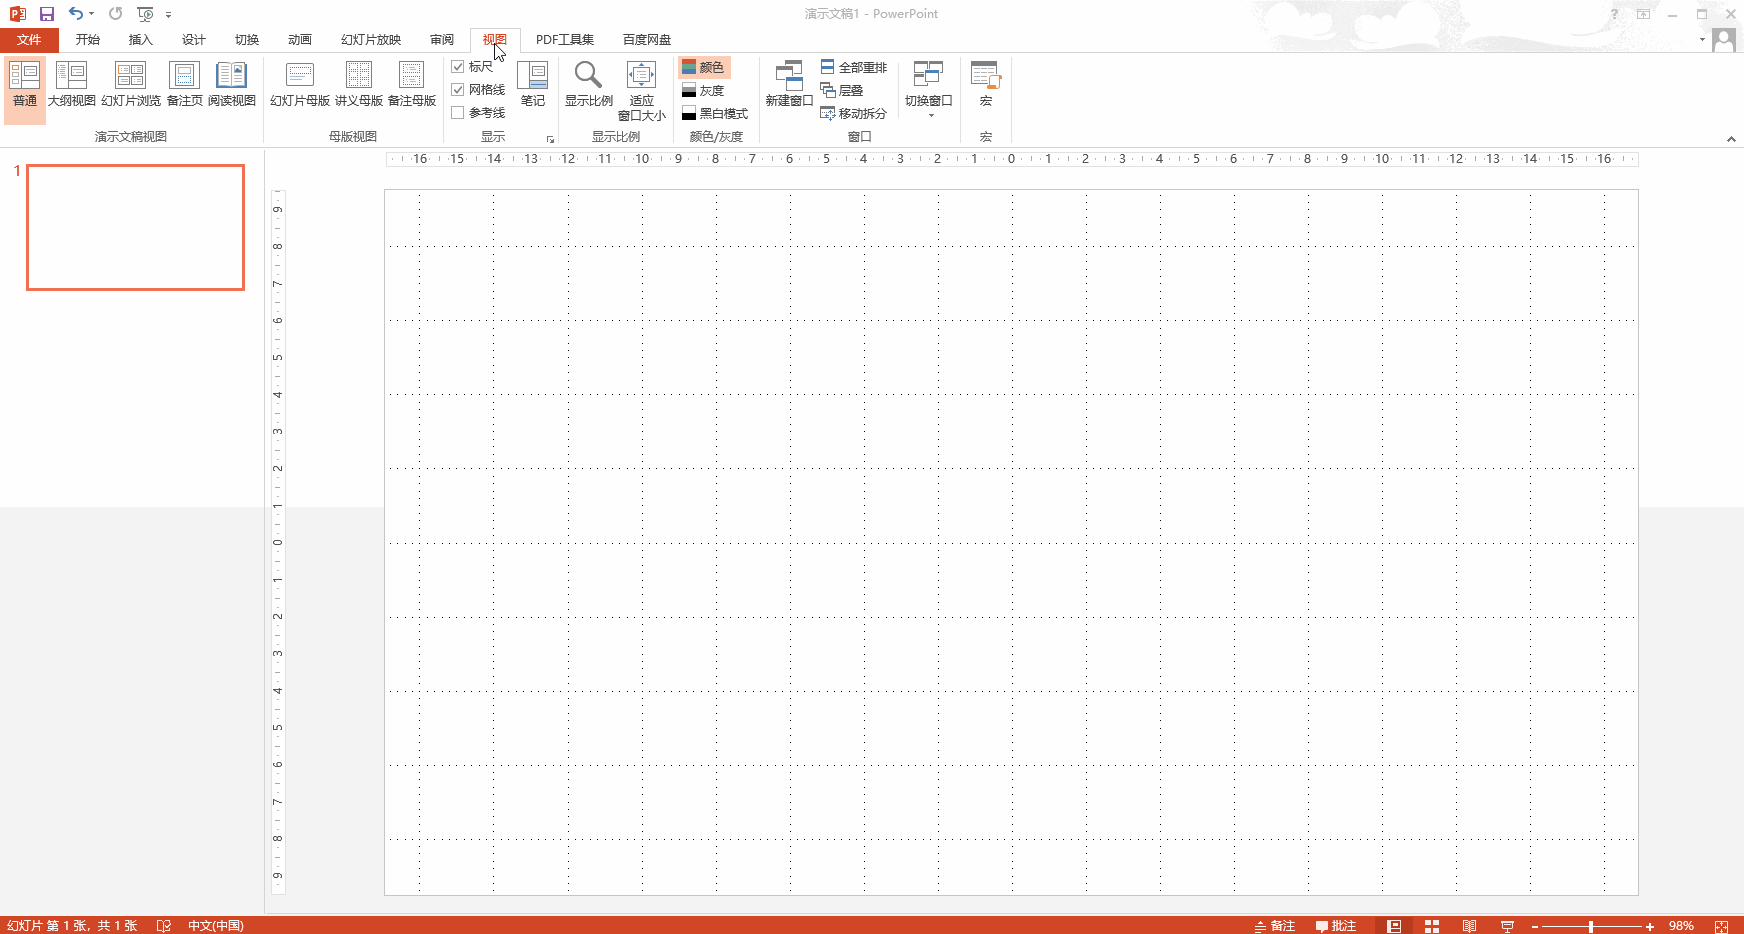 演示文稿1 - PowerPoint
?
文件 开始 插入 设计 切换 动画 幻灯片放映 审阅 视图 PDF工具集 百度网盘
普通 大纲视图 幻灯片浏览 备注页 阅读视图
演示文稿视图
幻灯片母版 讲义母版 备注母版
母版视图
标尺
网格线
参考线
笔记
显示
显示比例 适应
窗口大小
显示比例
颜色
灰度
黑白模式
颜色/灰度
新建窗口
全部重排
层叠
移动拆分
切换窗口
窗口
宏
宏
16 15 14 13 12 11 10 9 8 7 6 5 4 3 2 1 0 1 2 3 4 5 6 7 8 9 10 11 12 13 14 15 16
1
9
8
7
6
5
4
3
2
1
0
1
2
3
4
5
6
7
8
9
幻灯片 第 1 张，共 1 张 中文(中国) 备注 批注 98%